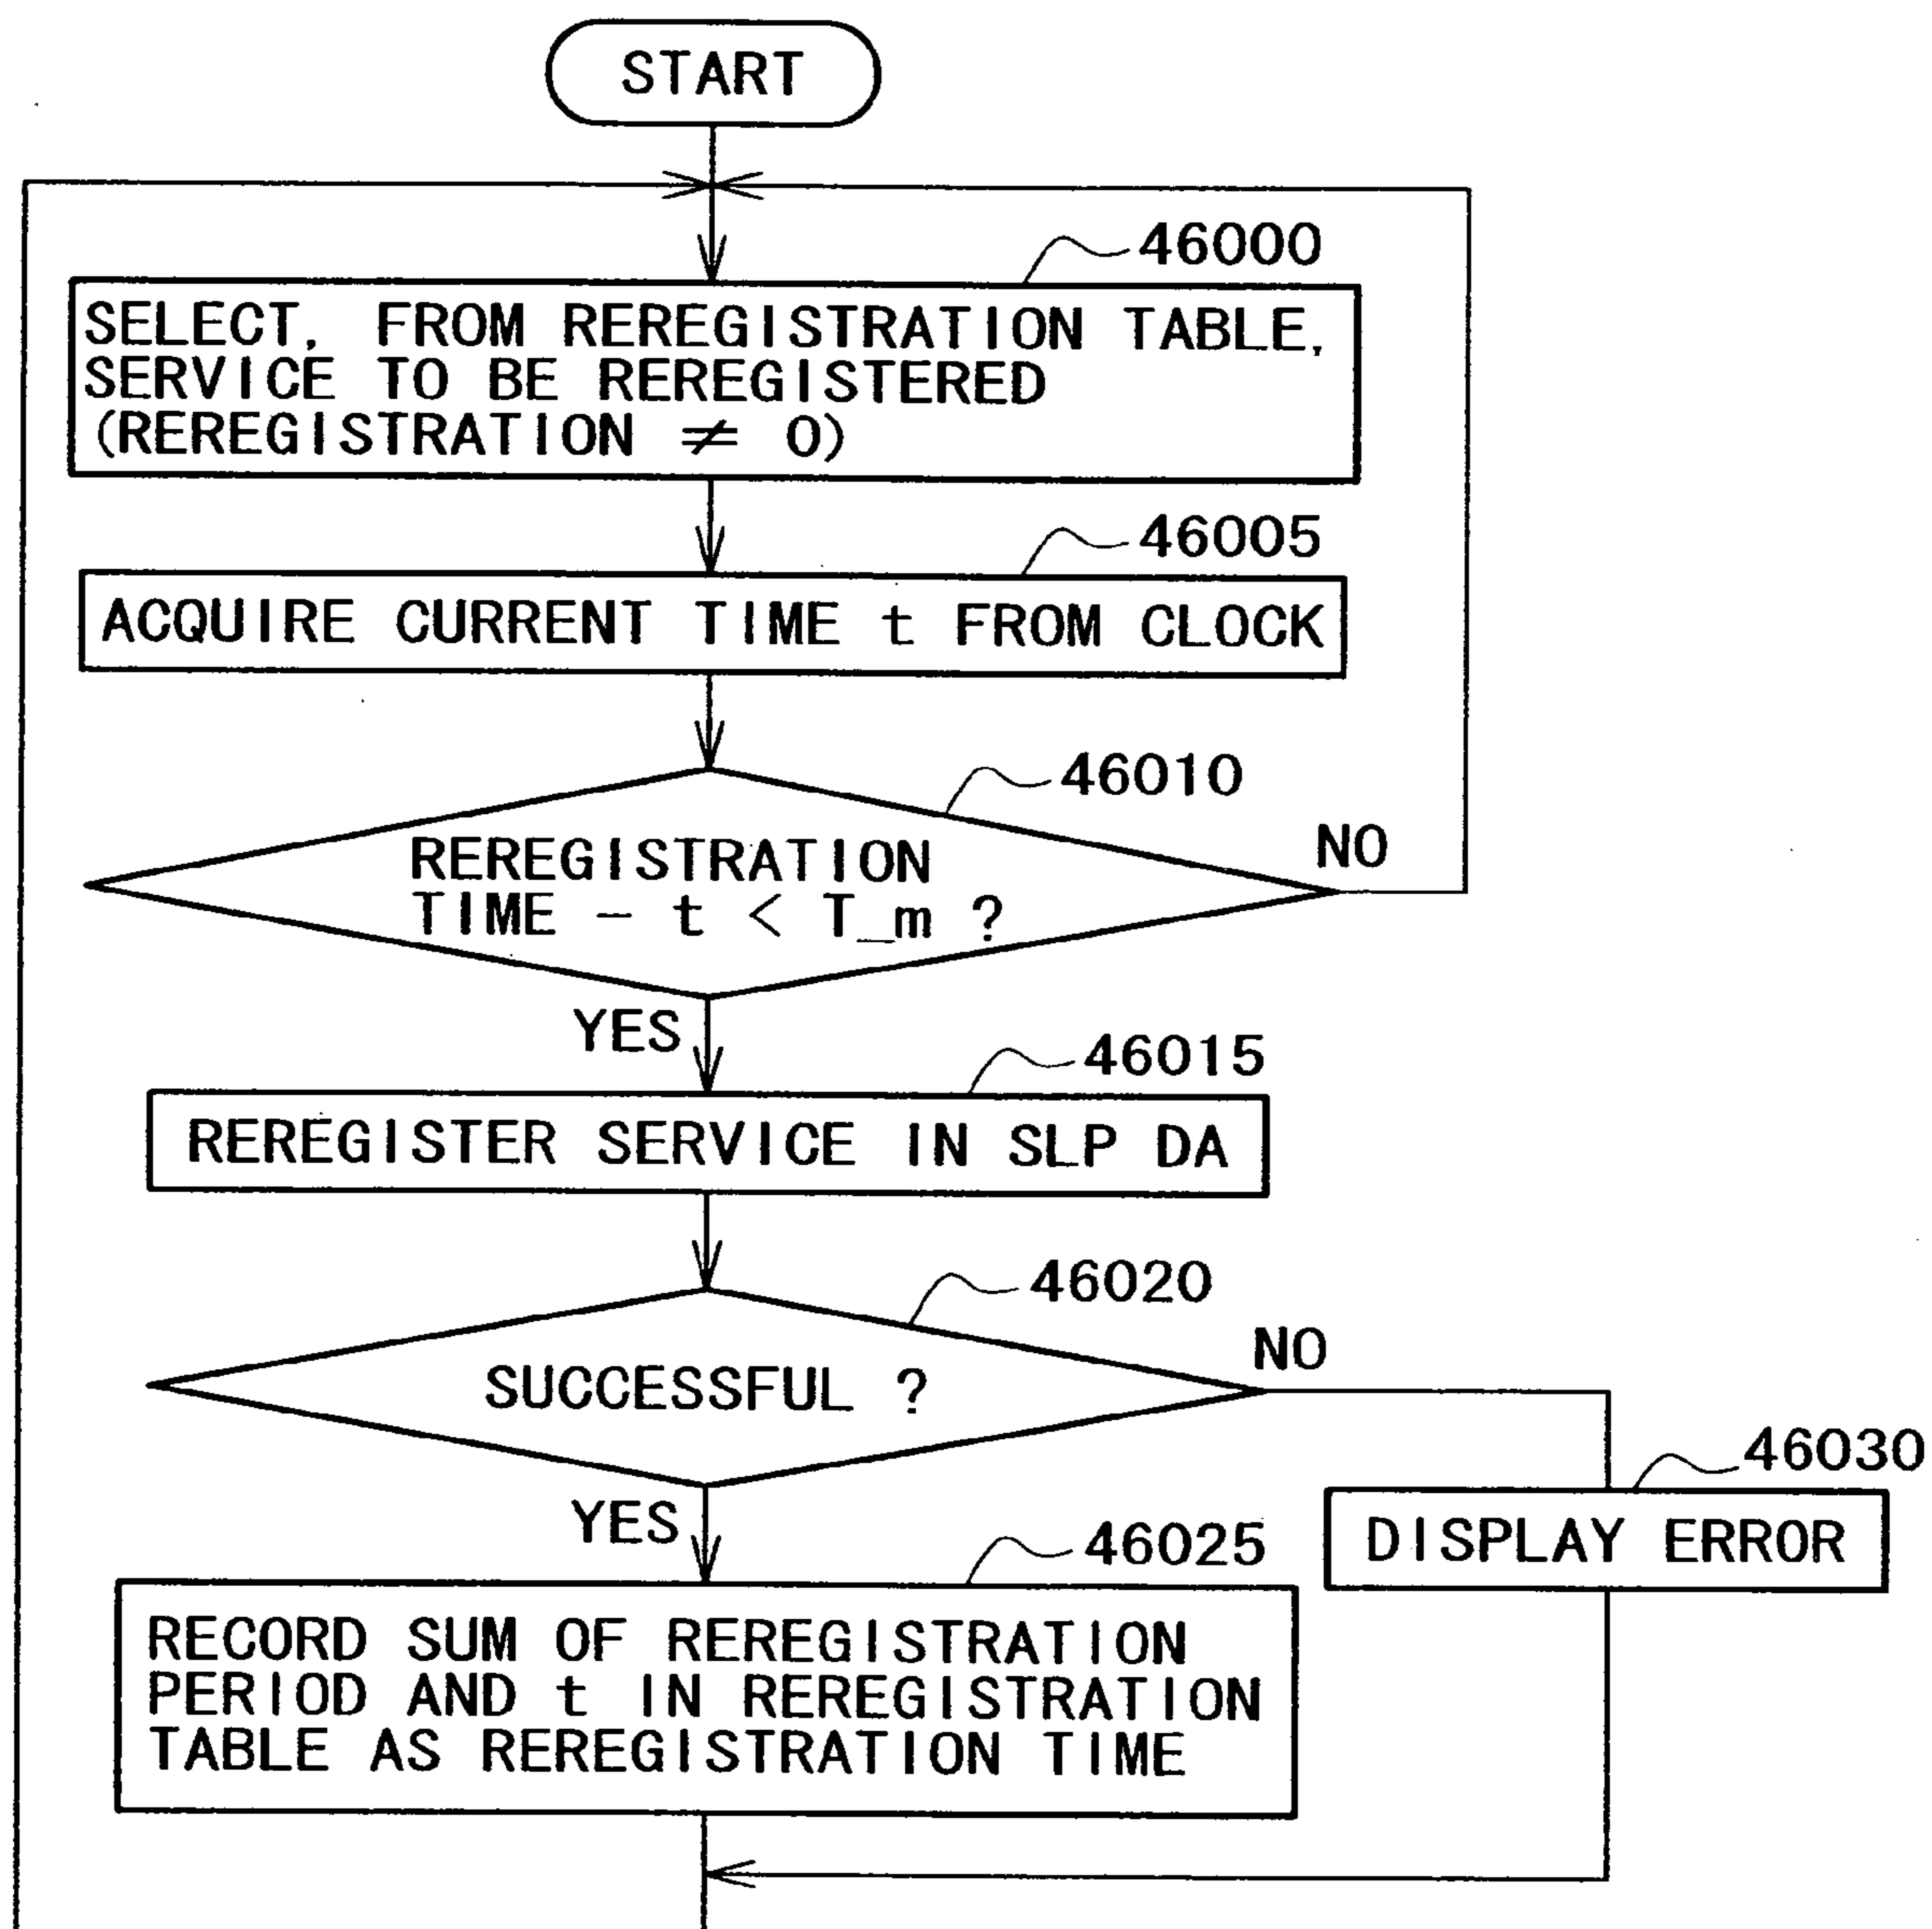 START
46000
SELECT, FROM REREGISTRATION TABLE,
SERVICE TO BE REREGISTERED
(REREGISTRATION ≠ 0)
46005
ACQUIRE CURRENT TIME t FROM CLOCK
46010
REREGISTRATION
TIME - t < T_m ?
NO
YES
46015
REREGISTER SERVICE IN SLP DA
46020
SUCCESSFUL ?
NO
YES
46030
DISPLAY ERROR
46025
RECORD SUM OF REREGISTRATION
PERIOD AND t IN REREGISTRATION
TABLE AS REREGISTRATION TIME